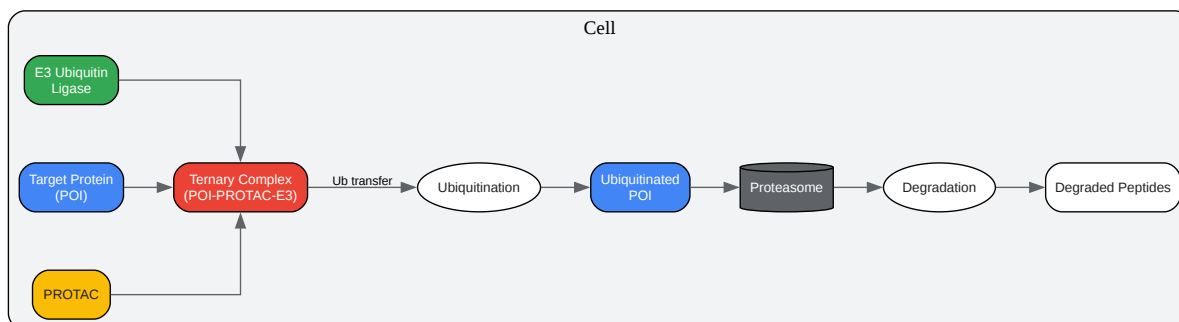 Cell
E3 Ubiquitin
Ligase
Target Protein
(POI)
PROTAC
Ternary Complex
(POI-PROTAC-E3)
Ub transfer
Ubiquitination
Ubiquitinated
POI
Proteasome
Degradation
Degraded Peptides